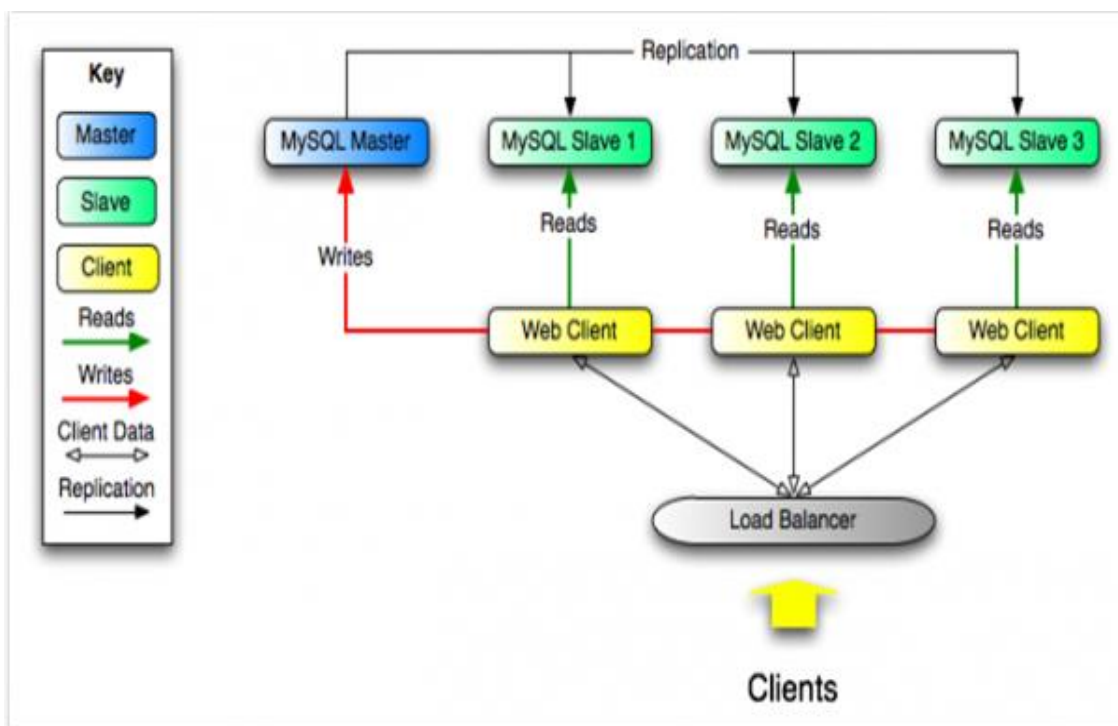 Key
Master
Slave
Client
Reads
Writes
Client Data
Replication
Replication
MySQL Master
MySQL Slave 1
MySQL Slave 2
MySQL Slave 3
Writes
Reads
Reads
Reads
Web Client
Web Client
Web Client
Load Balancer
Clients